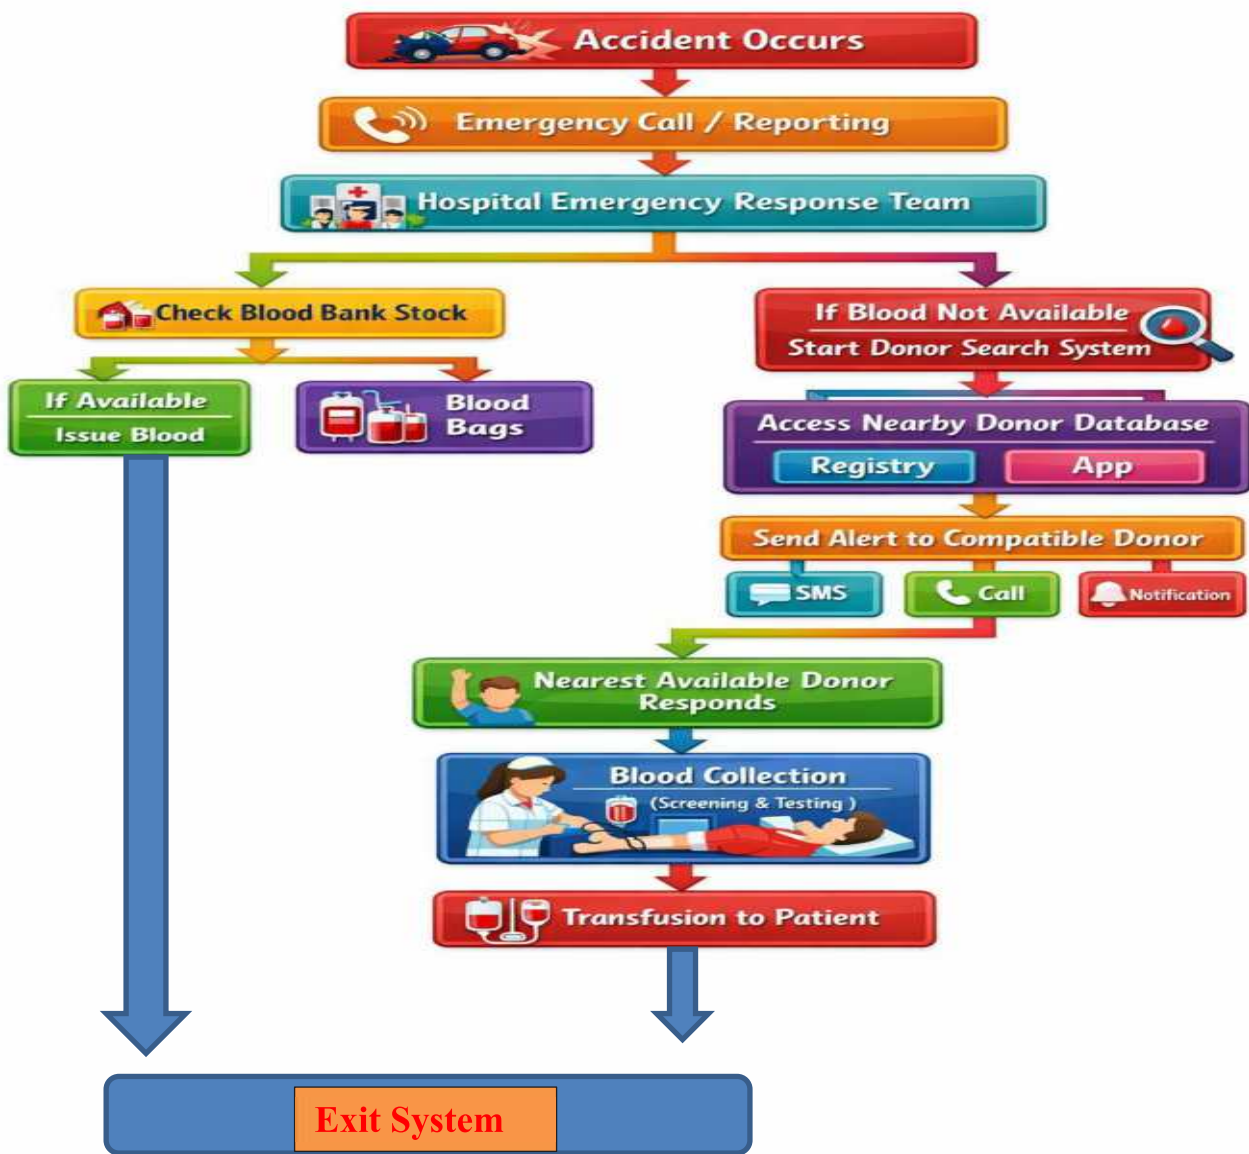 Accident Occurs
Emergency Call / Reporting
Hospital Emergency Response Team
Check Blood Bank Stock
If Available
Issue Blood
Blood
Bags
If Blood Not Available
Start Donor Search System
Access Nearby Donor Database
Registry
App
Send Alert to Compatible Donor
SMS
Call
Notification
Nearest Available Donor
Responds
Blood Collection
(Screening & Testing )
Transfusion to Patient
Exit System